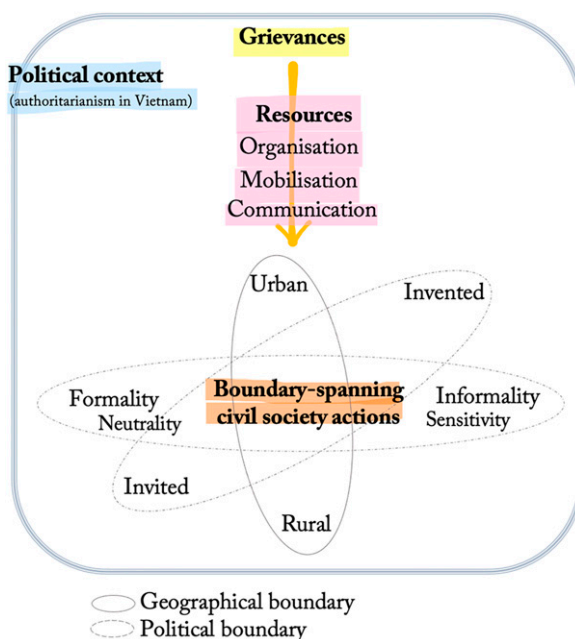 Grievances
Political context
(authoritarianism in Vietnam)
Resources
Organisation
Mobilisation
Communication
Urban
Invented
Formality
Neutrality
Boundary-spanning
civil society actions
Informality
Sensitivity
Invited
Rural
Geographical boundary
Political boundary